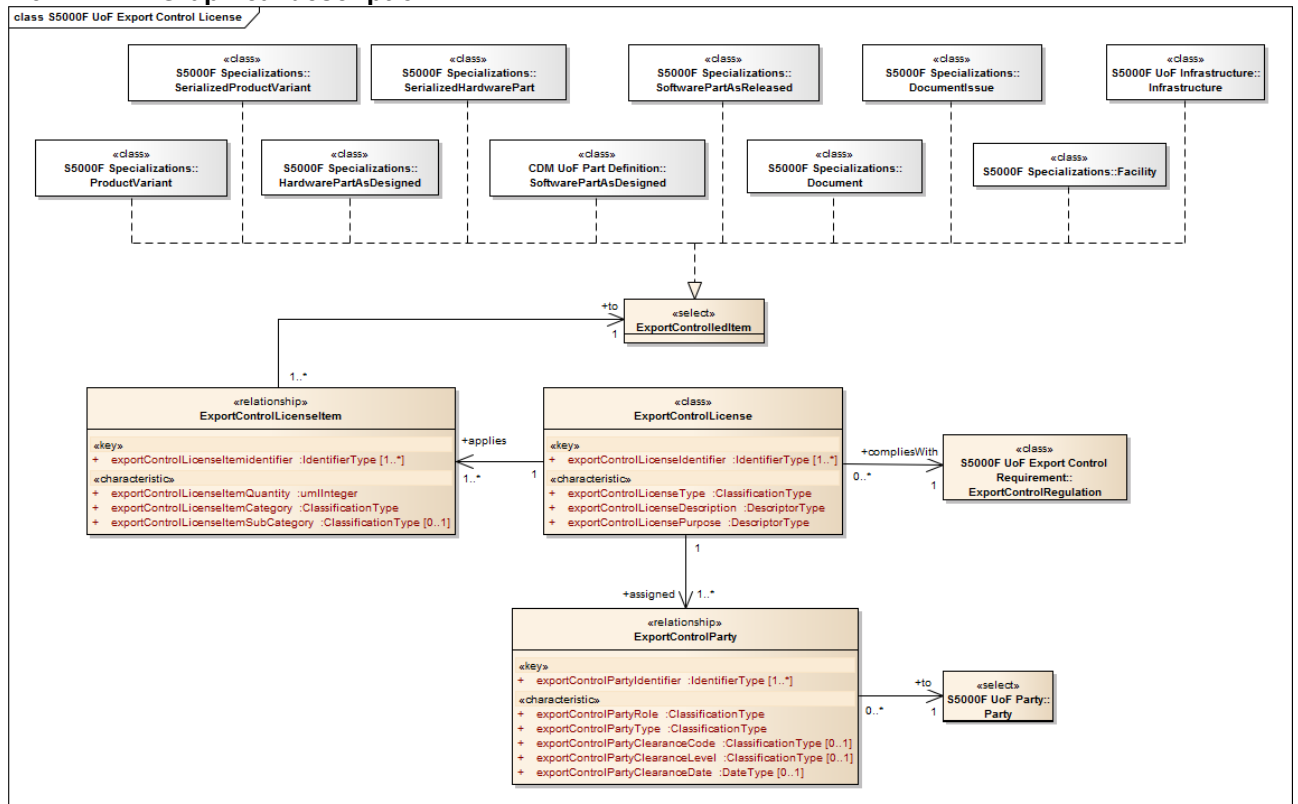 class S5000F UoF Export Control License
«class»
S5000F Specializations::
SerializedProductVariant
«class»
S5000F Specializations::
SerializedHardwarePart
«class»
S5000F Specializations::
SoftwarePartAsReleased
«class»
S5000F Specializations::
DocumentIssue
«class»
S5000F UoF Infrastructure::
Infrastructure
«class»
S5000F Specializations::
ProductVariant
«class»
S5000F Specializations::
HardwarePartAsDesigned
«class»
CDM UoF Part Definition::
SoftwarePartAsDesigned
«class»
S5000F Specializations::
Document
«class»
S5000F Specializations::Facility
+to
1
«select»
ExportControlledItem
1..*
«relationship»
ExportControlLicenseItem
«key»
+ exportControlLicenseItemIdentifier :IdentifierType [1..*]
«characteristic»
+ exportControlLicenseItemQuantity :umlInteger
+ exportControlLicenseItemCategory :ClassificationType
+ exportControlLicenseItemSubCategory :ClassificationType [0..1]
+applies
1..*
1
«class»
ExportControlLicense
«key»
+ exportControlLicenseIdentifier :IdentifierType [1..*]
«characteristic»
+ exportControlLicenseType :ClassificationType
+ exportControlLicenseDescription :DescriptorType
+ exportControlLicensePurpose :DescriptorType
+compliesWith
0..*
1
«class»
S5000F UoF Export Control
Requirement::
ExportControlRegulation
1
+assigned
1..*
«relationship»
ExportControlParty
«key»
+ exportControlPartyIdentifier :IdentifierType [1..*]
«characteristic»
+ exportControlPartyRole :ClassificationType
+ exportControlPartyType :ClassificationType
+ exportControlPartyClearanceCode :ClassificationType [0..1]
+ exportControlPartyClearanceLevel :ClassificationType [0..1]
+ exportControlPartyClearanceDate :DateType [0..1]
+to
0..*
1
«select»
S5000F UoF Party::
Party